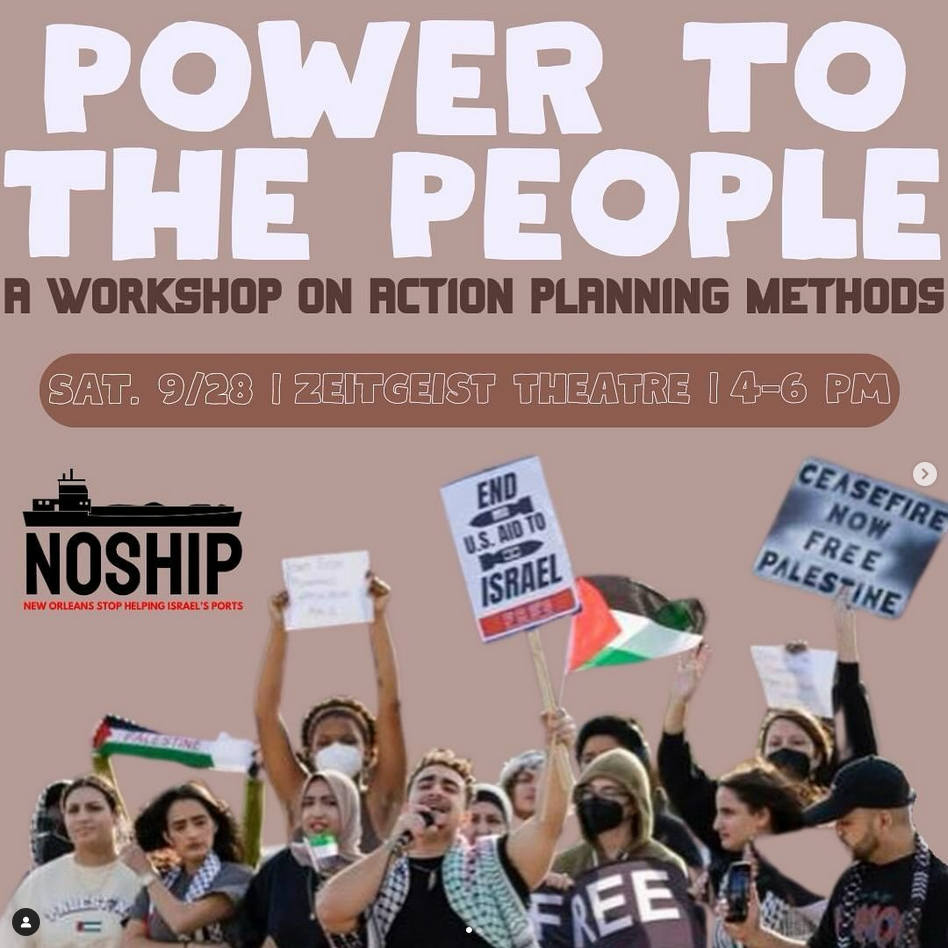 POWER TO
THE PEOPLE
A WORKSHOP ON ACTION PLANNING METHODS
SAT. 9/28 | ZEITGEIST THEATRE | 4-6 PM
NOSHIP
NEW ORLEANS STOP HELPING ISRAEL'S PORTS
END
U.S. AID TO
ISRAEL
CEASEFIRE
NOW
FREE
PALESTINE
PALESTINE
FREE